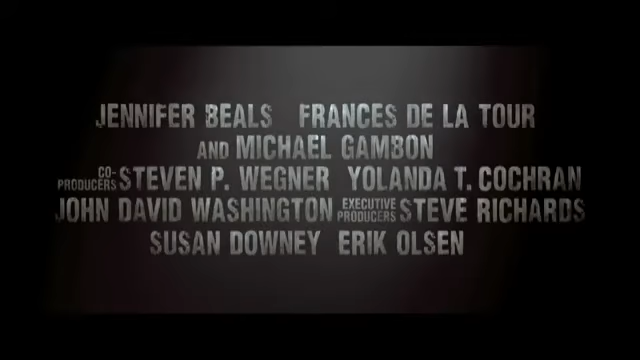 JENNIFER BEALS FRANCES DE LA TOUR
AND MICHAEL GAMBON
CO-PRODUCERS STEVEN P. WEGNER YOLANDA T. COCHRAN
JOHN DAVID WASHINGTON EXECUTIVE PRODUCERS STEVE RICHARDS
SUSAN DOWNEY ERIK OLSEN